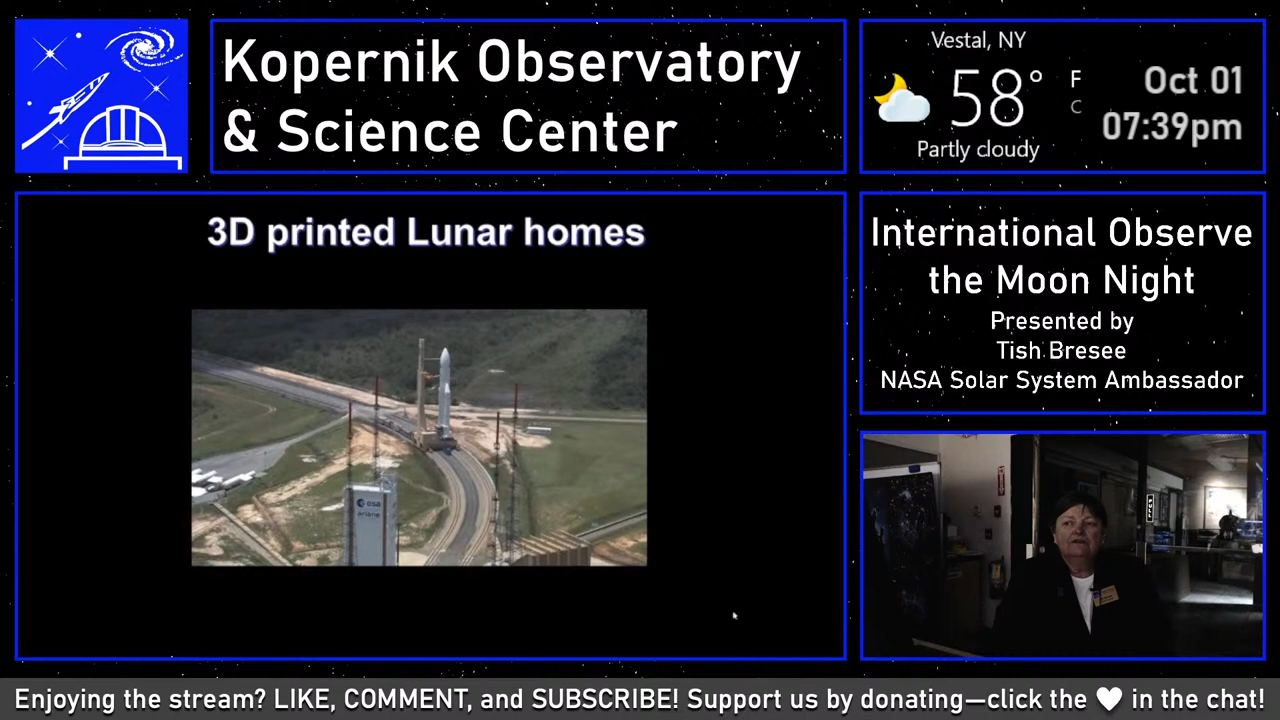 Kopernik Observatory
& Science Center
Vestal, NY
58° F
C
Partly cloudy
Oct 01
07:39pm
3D printed Lunar homes
esa
ariane
International Observe
the Moon Night
Presented by
Tish Bresee
NASA Solar System Ambassador
PULL
Enjoying the stream? LIKE, COMMENT, and SUBSCRIBE! Support us by donating—click the ♥ in the chat!